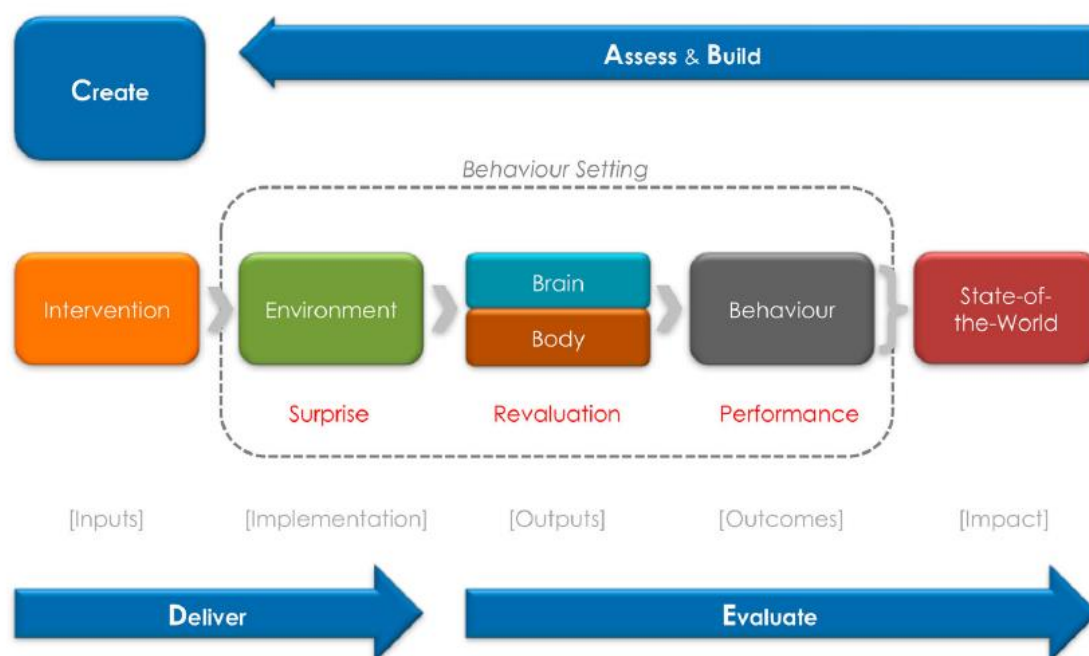 Create
Assess & Build
Behaviour Setting
Intervention
Environment
Brain
Body
Behaviour
State-of-
the-World
Surprise
Revaluation
Performance
[Inputs]
[Implementation]
[Outputs]
[Outcomes]
[Impact]
Deliver
Evaluate